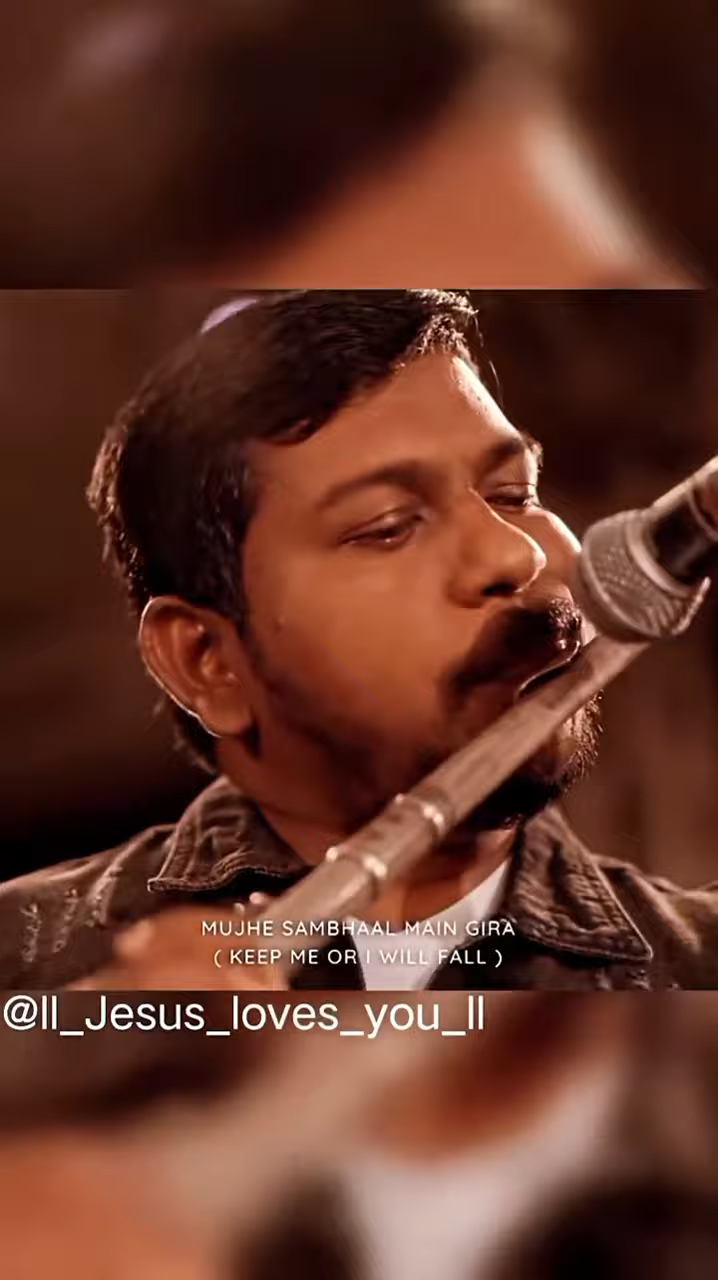 MUJHE SAMBHAAL MAIN GIRA
( KEEP ME OR I WILL FALL )
@ll_Jesus_loves_you_ll